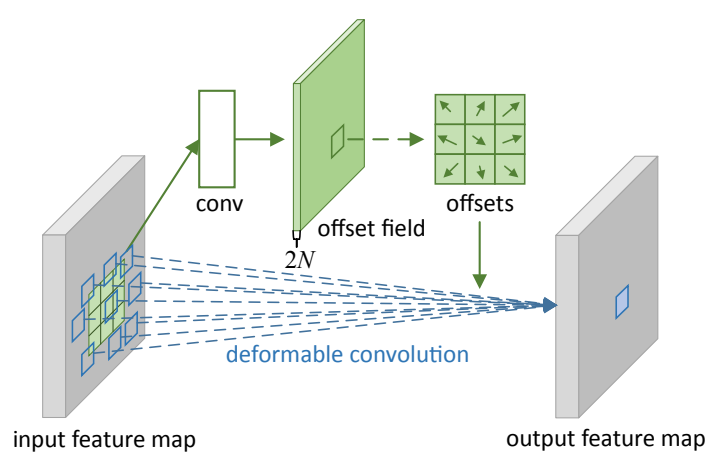 conv
offset field
offsets
2N
deformable convolution
input feature map
output feature map